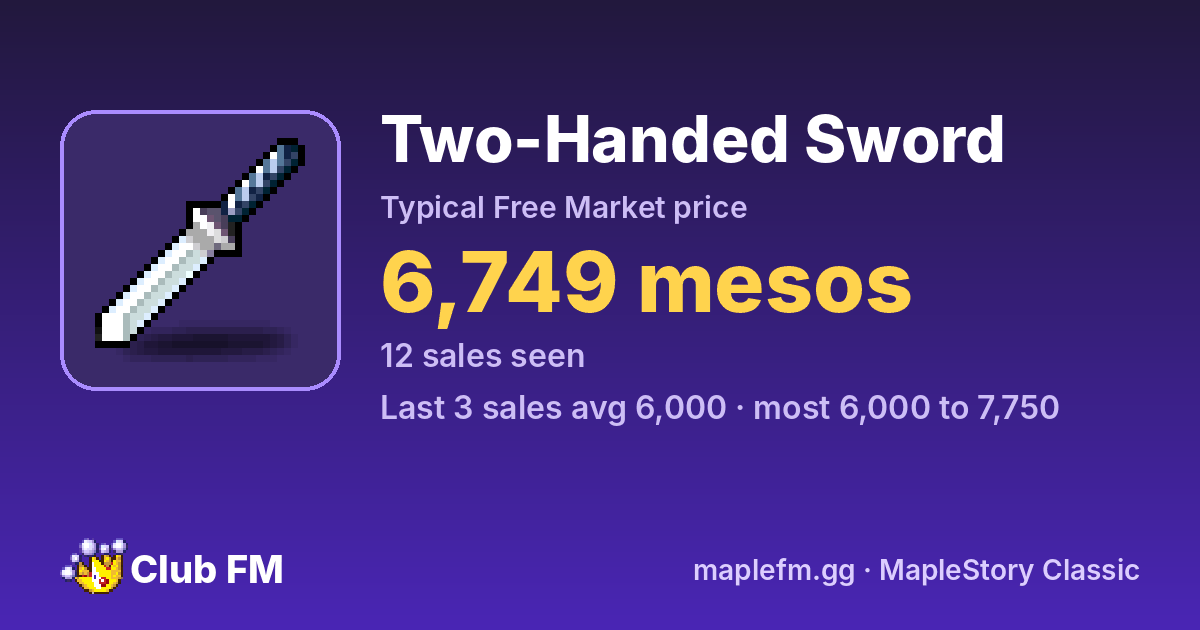 Two-Handed Sword
Typical Free Market price
6,749 mesos
12 sales seen
Last 3 sales avg 6,000 · most 6,000 to 7,750
Club FM
maplefm.gg · MapleStory Classic